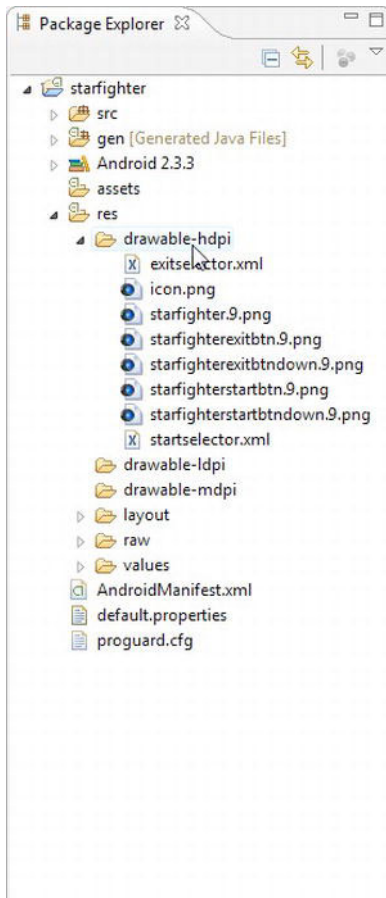 Package Explorer
starfighter
src
gen [Generated Java Files]
Android 2.3.3
assets
res
drawable-hdpi
exitselector.xml
icon.png
starfighter.9.png
starfighterexitbtn.9.png
starfighterexitbtndown.9.png
starfighterstartbtn.9.png
starfighterstartbtndown.9.png
startselector.xml
drawable-ldpi
drawable-mdpi
layout
raw
values
AndroidManifest.xml
default.properties
proguard.cfg